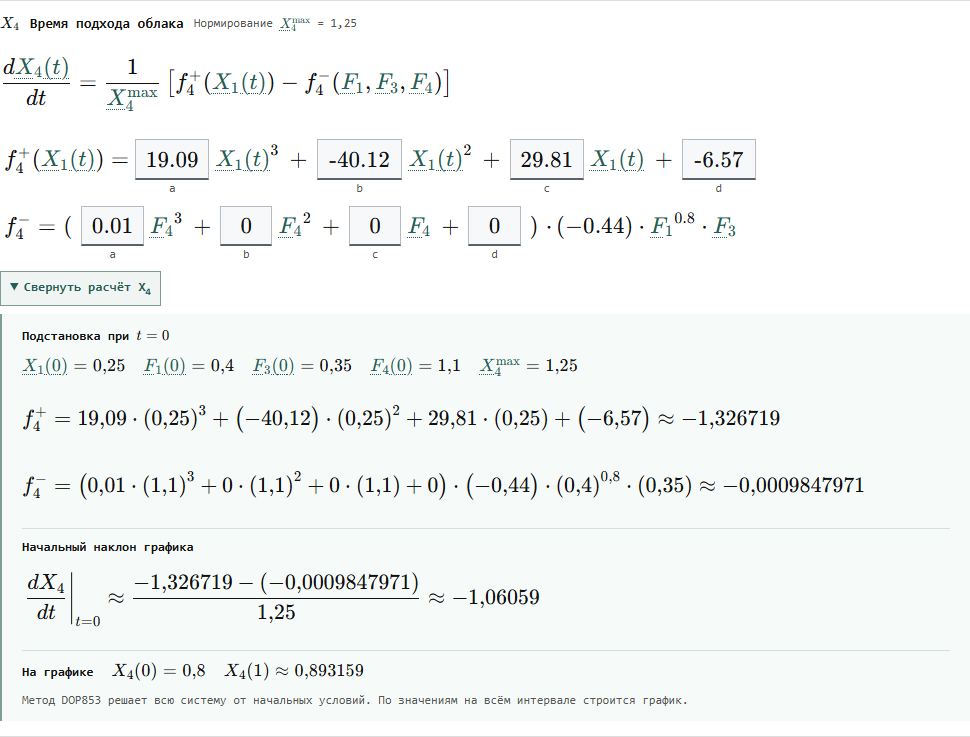 X₄ Время подхода облака Нормирование X₄ᵐᵃˣ = 1,25
dX₄(t)/dt = 1/X₄ᵐᵃˣ [f₄⁺(X₁(t)) − f₄⁻(F₁, F₃, F₄)]
f₄⁺(X₁(t)) = 19.09 X₁(t)³ + -40.12 X₁(t)² + 29.81 X₁(t) + -6.57
a b c d
f₄⁻ = ( 0.01 F₄³ + 0 F₄² + 0 F₄ + 0 ) · (−0.44) · F₁^0.8 · F₃
a b c d
▼ Свернуть расчёт X₄
Подстановка при t = 0
X₁(0) = 0,25 F₁(0) = 0,4 F₃(0) = 0,35 F₄(0) = 1,1 X₄ᵐᵃˣ = 1,25
f₄⁺ = 19,09 · (0,25)³ + (−40,12) · (0,25)² + 29,81 · (0,25) + (−6,57) ≈ −1,326719
f₄⁻ = (0,01 · (1,1)³ + 0 · (1,1)² + 0 · (1,1) + 0) · (−0,44) · (0,4)^0,8 · (0,35) ≈ −0,0009847971
Начальный наклон графика
dX₄/dt |t=0 ≈ −1,326719 − (−0,0009847971)/1,25 ≈ −1,06059
На графике X₄(0) = 0,8 X₄(1) ≈ 0,893159
Метод DOP853 решает всю систему от начальных условий. По значениям на всём интервале строится график.